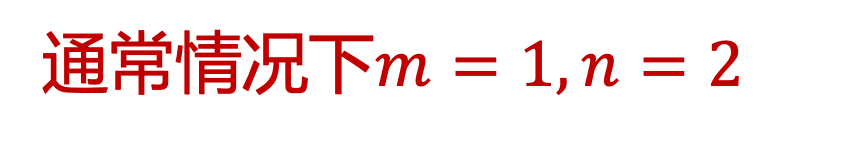 通常情况下m = 1, n = 2